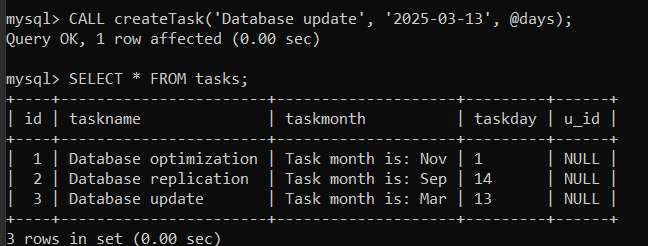 mysql> CALL createTask('Database update', '2025-03-13', @days);
Query OK, 1 row affected (0.00 sec)
mysql> SELECT * FROM tasks;
+----+-----------------------+--------------------+---------+------+
| id | taskname              | taskmonth          | taskday | u_id |
+----+-----------------------+--------------------+---------+------+
|  1 | Database optimization | Task month is: Nov | 1       | NULL |
|  2 | Database replication  | Task month is: Sep | 14      | NULL |
|  3 | Database update       | Task month is: Mar | 13      | NULL |
+----+-----------------------+--------------------+---------+------+
3 rows in set (0.00 sec)